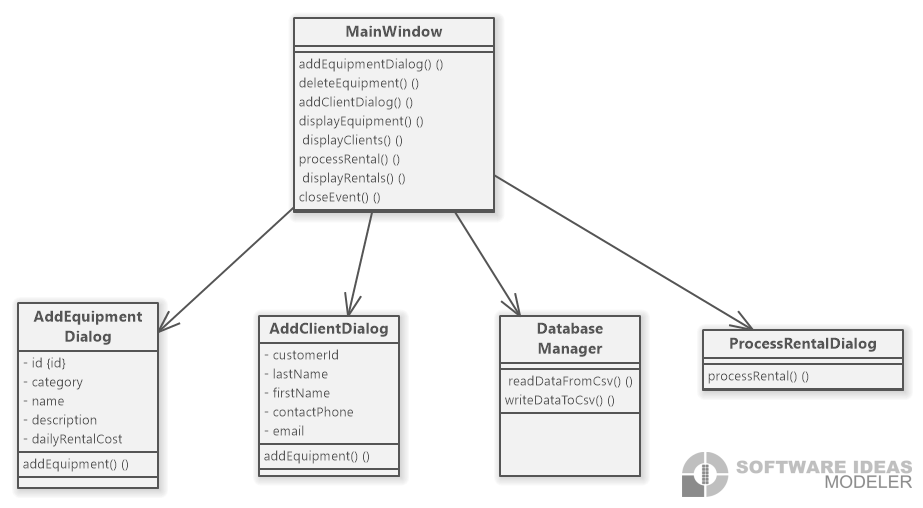 MainWindow
addEquipmentDialog() ()
deleteEquipment() ()
addClientDialog() ()
displayEquipment() ()
displayClients() ()
processRental() ()
displayRentals() ()
closeEvent() ()
AddEquipment
Dialog
- id {id}
- category
- name
- description
- dailyRentalCost
addEquipment() ()
AddClientDialog
- customerId
- lastName
- firstName
- contactPhone
- email
addEquipment() ()
Database
Manager
readDataFromCsv() ()
writeDataToCsv() ()
ProcessRentalDialog
processRental() ()
SOFTWARE IDEAS
MODELER